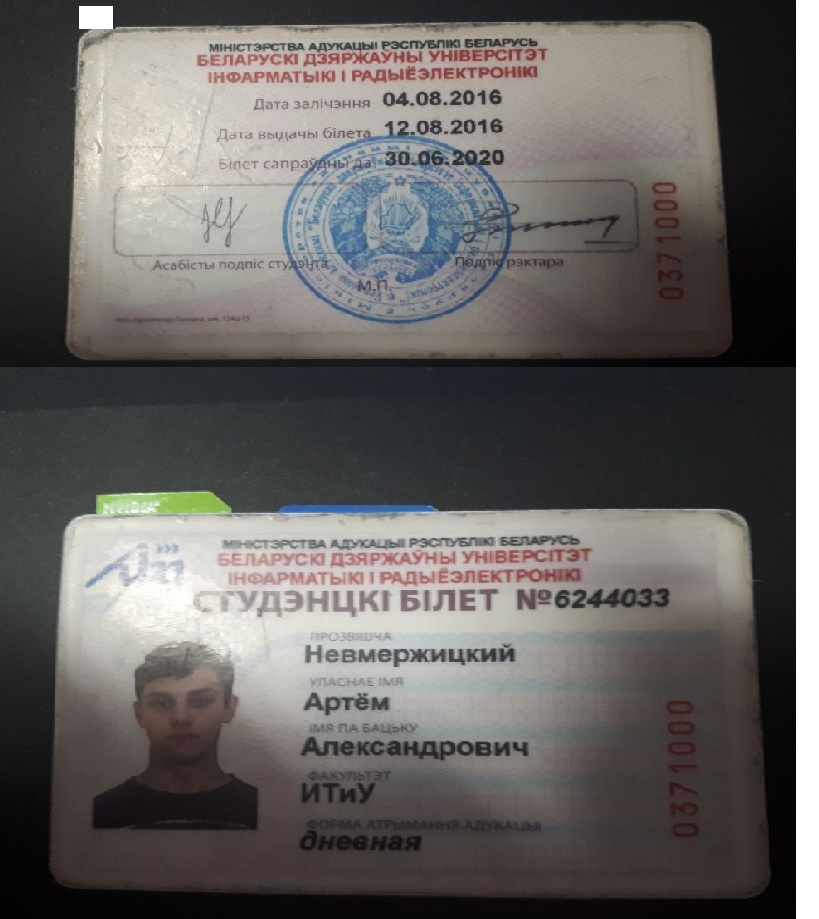 МІНІСТЭРСТВА АДУКАЦЫІ РЭСПУБЛІКІ БЕЛАРУСЬ
БЕЛАРУСКІ ДЗЯРЖАЎНЫ УНІВЕРСІТЭТ
ІНФАРМАТЫКІ І РАДЫЁЭЛЕКТРОНІКІ
Дата залічэння 04.08.2016
Дата выдачы білета 12.08.2016
Білет сапраўдны да 30.06.2020
Асабісты подпіс студэнта Подпіс рэктара
М.П.
0371000
МІНІСТЭРСТВА АДУКАЦЫІ РЭСПУБЛІКІ БЕЛАРУСЬ
БЕЛАРУСКІ ДЗЯРЖАЎНЫ УНІВЕРСІТЭТ
ІНФАРМАТЫКІ І РАДЫЁЭЛЕКТРОНІКІ
СТУДЭНЦКІ БІЛЕТ №6244033
ПРОЗВІШЧА
Невмержицкий
УЛАСНАЕ ІМЯ
Артём
ІМЯ ПА БАЦЬКУ
Александрович
ФАКУЛЬТЭТ
ИТиУ
ФОРМА АТРЫМАННЯ АДУКАЦЫІ
дневная
0371000